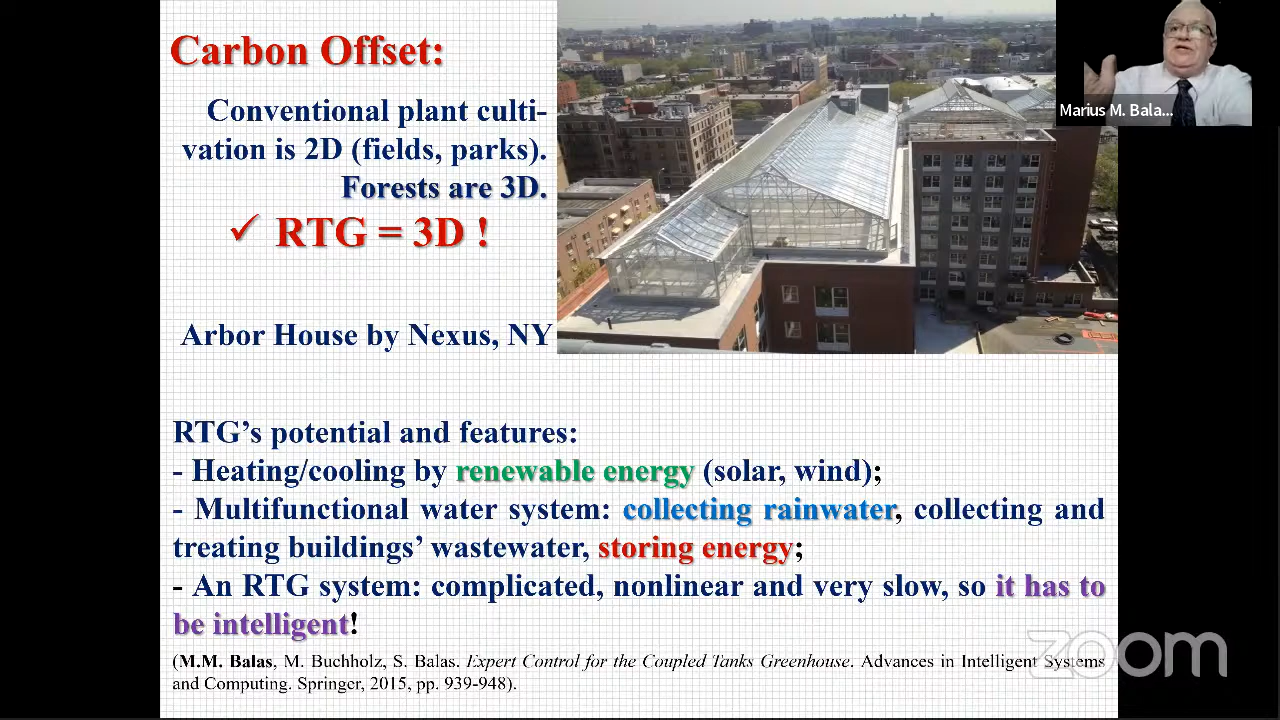 Carbon Offset:
Conventional plant culti-
vation is 2D (fields, parks).
Forests are 3D.
✓ RTG = 3D !
Arbor House by Nexus, NY
Marius M. Bala...
RTG’s potential and features:
- Heating/cooling by renewable energy (solar, wind);
- Multifunctional water system: collecting rainwater, collecting and
treating buildings’ wastewater, storing energy;
- An RTG system: complicated, nonlinear and very slow, so it has to
be intelligent!
(M.M. Balas, M. Buchholz, S. Balas. Expert Control for the Coupled Tanks Greenhouse. Advances in Intelligent Systems
and Computing. Springer, 2015, pp. 939-948).
zoom